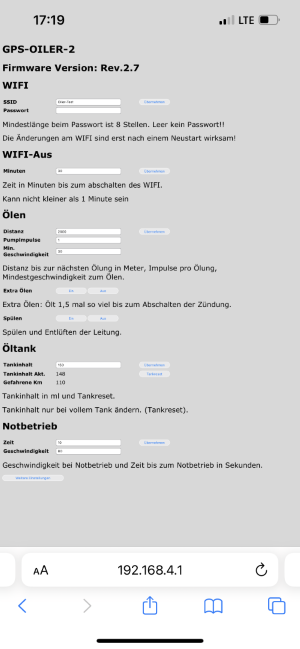 17:19
LTE
GPS-OILER-2
Firmware Version: Rev.2.7
WIFI
SSID Oiler-Test Übernehmen
Passwort
Mindestlänge beim Passwort ist 8 Stellen. Leer kein Passwort!!
Die Änderungen am WIFI sind erst nach einem Neustart wirksam!
WIFI-Aus
Minuten Übernehmen
Zeit in Minuten bis zum abschalten des WIFI.
Kann nicht kleiner als 1 Minute sein
Ölen
Distanz Übernehmen
Pumpimpulse 1
Min.
Geschwindigkeit
Distanz bis zur nächsten Ölung in Meter, Impulse pro Ölung,
Mindestgeschwindigkeit zum Ölen.
Extra Ölen Ein Aus
Extra Ölen: Ölt 1,5 mal so viel bis zum Abschalten der Zündung.
Spülen Ein Aus
Spülen und Entlüften der Leitung.
Öltank
Tankinhalt 150 Übernehmen
Tankinhalt Akt. 148 Tankreset
Gefahrene Km 110
Tankinhalt in ml und Tankreset.
Tankinhalt nur bei vollem Tank ändern. (Tankreset).
Notbetrieb
Zeit Übernehmen
Geschwindigkeit
Geschwindigkeit bei Notbetrieb und Zeit bis zum Notbetrieb in Sekunden.
AA 192.168.4.1